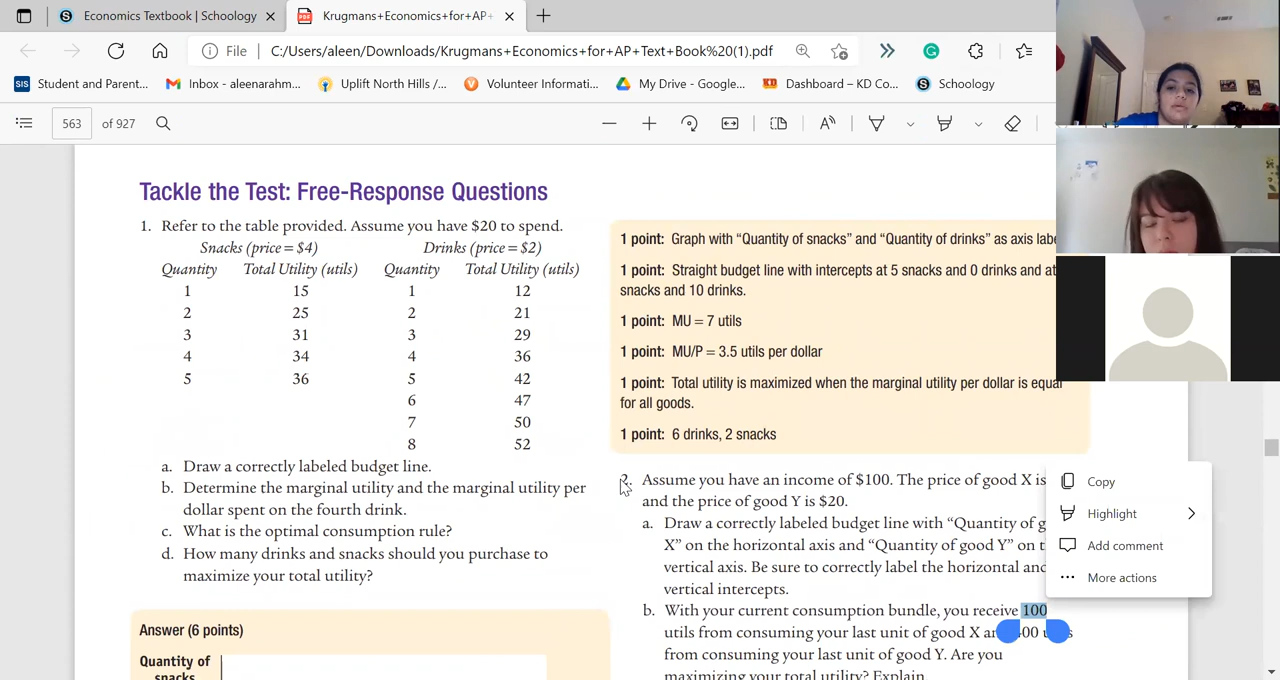 Economics Textbook | Schoology
Krugmans+Economics+for+AP+
File
C:/Users/aleen/Downloads/Krugmans+Economics+for+AP+Text+Book%20(1).pdf
SIS Student and Parent...
Inbox - aleenarahm...
Uplift North Hills /...
Volunteer Informati...
My Drive - Google...
KD Dashboard – KD Co...
S Schoology
563 of 927
Tackle the Test: Free-Response Questions
1. Refer to the table provided. Assume you have $20 to spend.
Snacks (price = $4) Drinks (price = $2)
Quantity Total Utility (utils) Quantity Total Utility (utils)
1 15 1 12
2 25 2 21
3 31 3 29
4 34 4 36
5 36 5 42
6 47
7 50
8 52
a. Draw a correctly labeled budget line.
b. Determine the marginal utility and the marginal utility per
dollar spent on the fourth drink.
c. What is the optimal consumption rule?
d. How many drinks and snacks should you purchase to
maximize your total utility?
Answer (6 points)
Quantity of
snacks
1 point: Graph with “Quantity of snacks” and “Quantity of drinks” as axis labe
1 point: Straight budget line with intercepts at 5 snacks and 0 drinks and at
snacks and 10 drinks.
1 point: MU = 7 utils
1 point: MU/P = 3.5 utils per dollar
1 point: Total utility is maximized when the marginal utility per dollar is equal
for all goods.
1 point: 6 drinks, 2 snacks
Assume you have an income of $100. The price of good X is
and the price of good Y is $20.
a. Draw a correctly labeled budget line with “Quantity of g
X” on the horizontal axis and “Quantity of good Y” on t
vertical axis. Be sure to correctly label the horizontal and
vertical intercepts.
b. With your current consumption bundle, you receive 100
utils from consuming your last unit of good X
from consuming your last unit of good Y. Are you
maximizing your total utility? Explain.
Copy
Highlight
Add comment
More actions